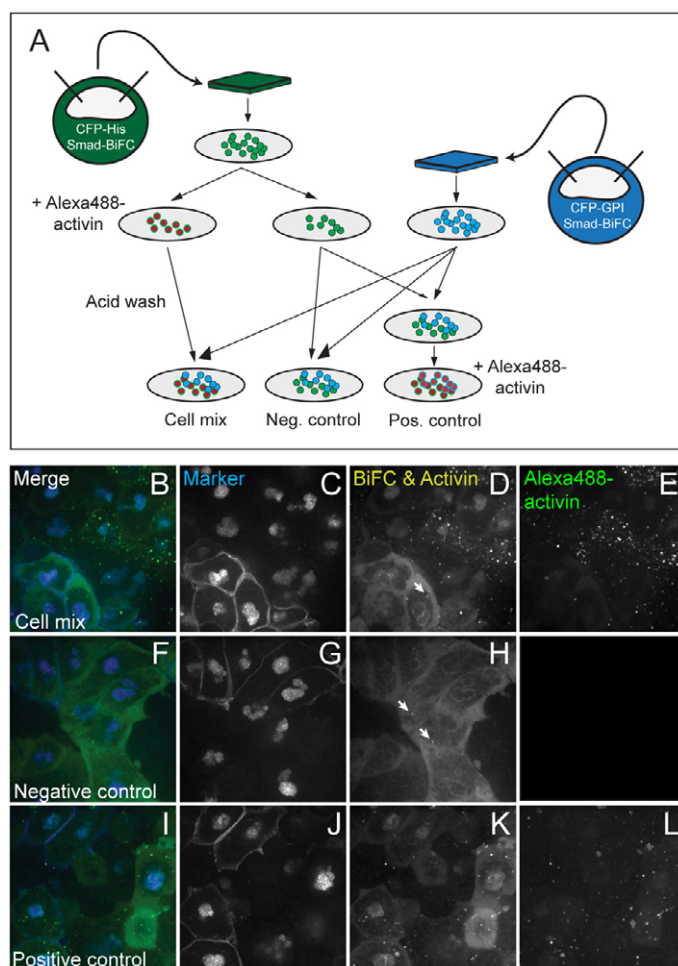 A
CFP-His
Smad-BiFC
CFP-GPI
Smad-BiFC
+ Alexa488-
activin
Acid wash
+ Alexa488-
activin
Cell mix
Neg. control
Pos. control
Merge
B
Marker
C
BiFC & Activin
D
Alexa488-
activin
E
Cell mix
F
G
H
Negative control
I
J
K
L
Positive control